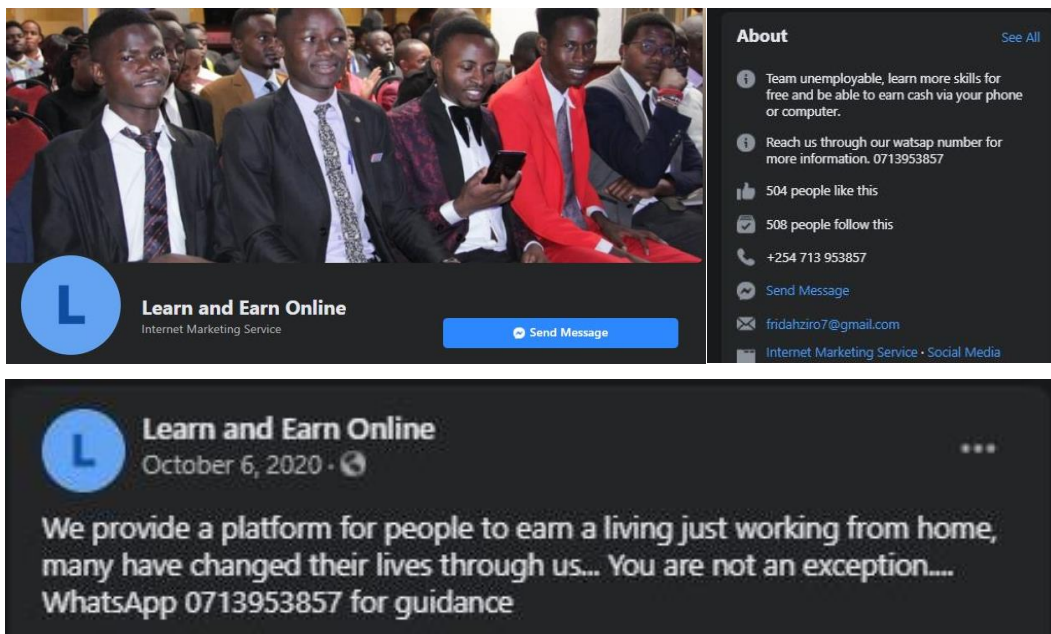 L
Learn and Earn Online
Internet Marketing Service
Send Message
About
See All
Team unemployable, learn more skills for
free and be able to earn cash via your phone
or computer.
Reach us through our watsap number for
more information. 0713953857
504 people like this
508 people follow this
+254 713 953857
Send Message
fridahziro7@gmail.com
Internet Marketing Service · Social Media
L
Learn and Earn Online
October 6, 2020 ·
We provide a platform for people to earn a living just working from home,
many have changed their lives through us... You are not an exception....
WhatsApp 0713953857 for guidance